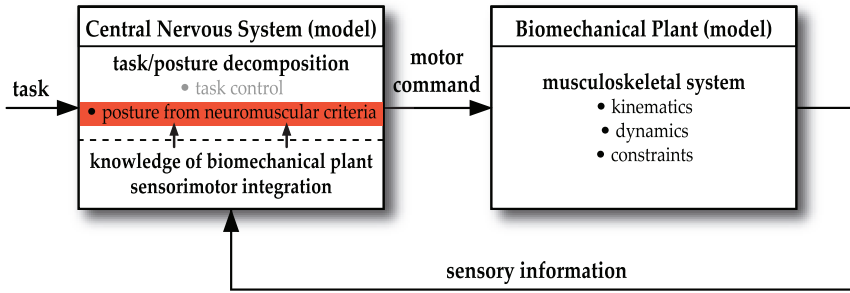 Central Nervous System (model)
task/posture decomposition
• task control
• posture from neuromuscular criteria
knowledge of biomechanical plant
sensorimotor integration
task
motor
command
Biomechanical Plant (model)
musculoskeletal system
• kinematics
• dynamics
• constraints
sensory information